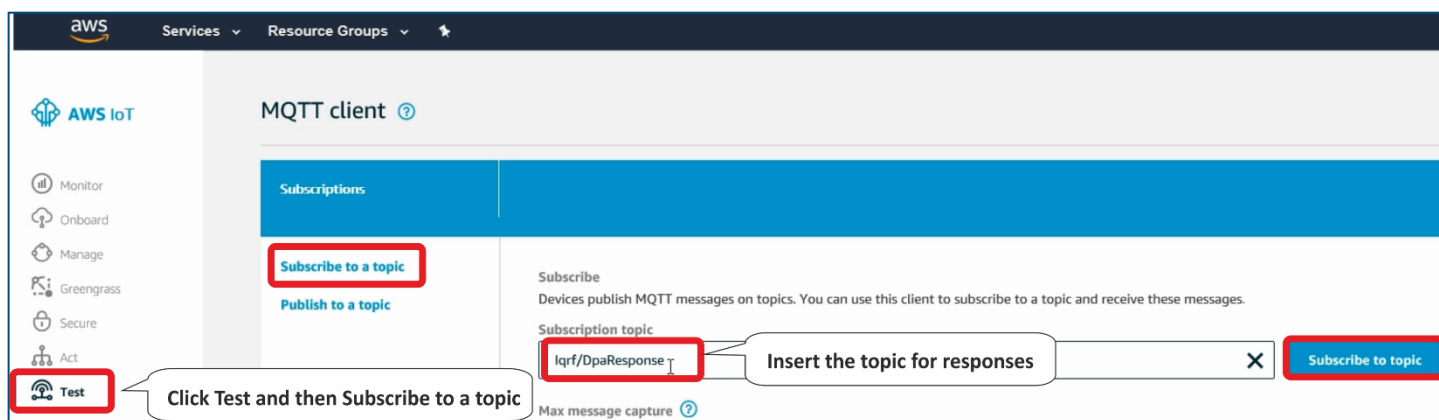 aws Services Resource Groups
AWS IoT
MQTT client ?
Monitor
Onboard
Manage
Greengrass
Secure
Act
Test
Click Test and then Subscribe to a topic
Subscriptions
Subscribe to a topic
Publish to a topic
Subscribe
Devices publish MQTT messages on topics. You can use this client to subscribe to a topic and receive these messages.
Subscription topic
Iqrf/DpaResponse
Insert the topic for responses
Subscribe to topic
Max message capture ?